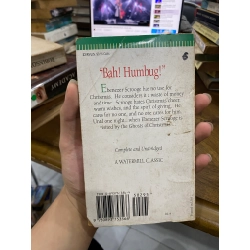 "Bah! Humbug!"
Ebenezer Scrooge has no use for
Christmas. He considers it a waste of money
and time. Scrooge hates Christmas cheer,
warm wishes, and the spirit of giving. He
cares for no one, and no one cares for him.
Until one night, when Ebenezer Scrooge is
visited by the Ghosts of Christmas
Complete and Unabridged
A WATERMILL CLASSIC